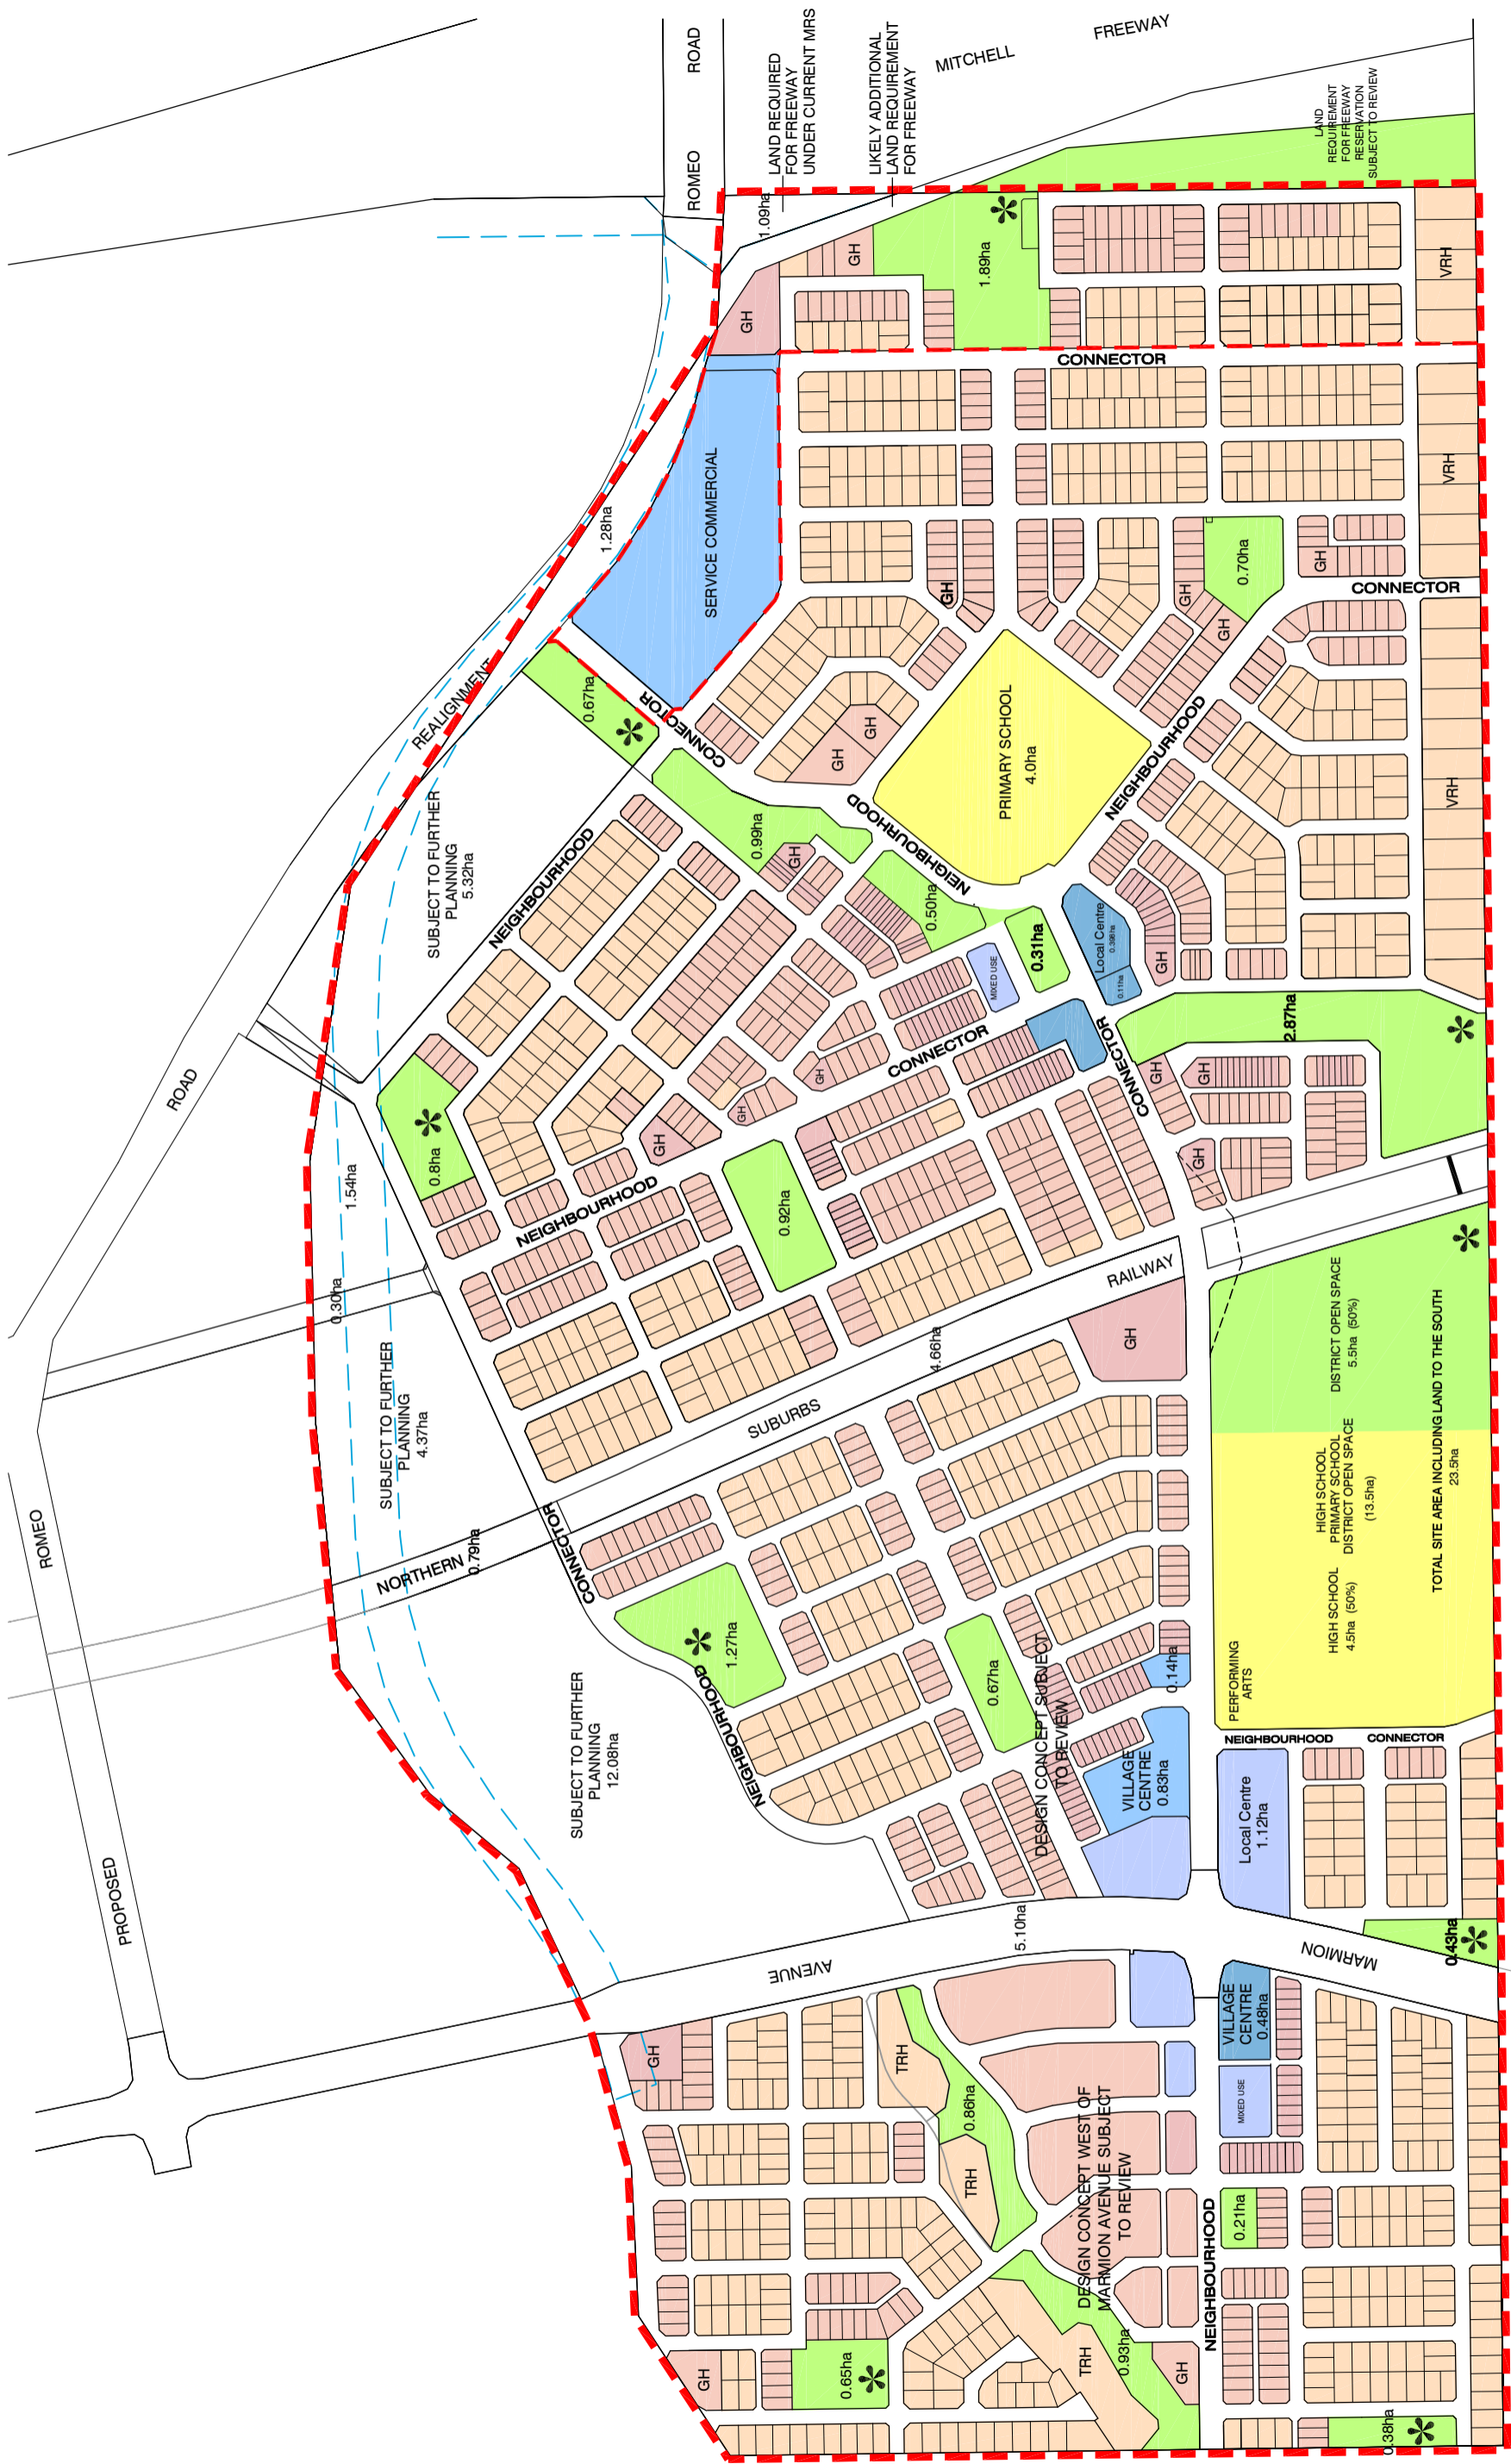 FREEWAY
MITCHELL
ROAD
ROMEO
LAND REQUIRED
FOR FREEWAY
UNDER CURRENT MRS
LIKELY ADDITIONAL
LAND REQUIREMENT
FOR FREEWAY
LAND
REQUIREMENT
FOR FREEWAY
RESERVATION
SUBJECT TO REVIEW
1.09ha
GH
GH
1.89ha
VRH
CONNECTOR
SERVICE COMMERCIAL
1.28ha
VRH
GH
GH
0.70ha
GH
GH
CONNECTOR
REALIGNMENT
0.67ha
CONNECTOR
GH
GH
PRIMARY SCHOOL
4.0ha
NEIGHBOURHOOD
VRH
SUBJECT TO FURTHER
PLANNING
5.32ha
NEIGHBOURHOOD
0.99ha
GH
NEIGHBOURHOOD
0.50ha
0.31ha
MIXED USE
Local Centre
0.398ha
0.11ha
GH
ROAD
0.8ha
1.54ha
GH
GH
GH
CONNECTOR
CONNECTOR
GH
GH
GH
2.87ha
NEIGHBOURHOOD
0.92ha
0.30ha
RAILWAY
4.66ha
GH
SUBURBS
DISTRICT OPEN SPACE
5.5ha (50%)
SUBJECT TO FURTHER
PLANNING
4.37ha
HIGH SCHOOL
PRIMARY SCHOOL
DISTRICT OPEN SPACE
(13.5ha)
TOTAL SITE AREA INCLUDING LAND TO THE SOUTH
23.5ha
HIGH SCHOOL
4.5ha (50%)
PERFORMING
ARTS
ROMEO
NORTHERN
0.79ha
CONNECTOR
1.27ha
NEIGHBOURHOOD
0.67ha
0.14ha
DESIGN CONCEPT SUBJECT
TO REVIEW
VILLAGE
CENTRE
0.83ha
NEIGHBOURHOOD
CONNECTOR
Local Centre
1.12ha
SUBJECT TO FURTHER
PLANNING
12.08ha
PROPOSED
5.10ha
AVENUE
MARMION
0.43ha
GH
TRH
0.86ha
TRH
VILLAGE
CENTRE
0.48ha
MIXED USE
DESIGN CONCEPT WEST OF
MARMION AVENUE SUBJECT
TO REVIEW
0.21ha
NEIGHBOURHOOD
GH
0.65ha
TRH
0.93ha
GH
0.38ha